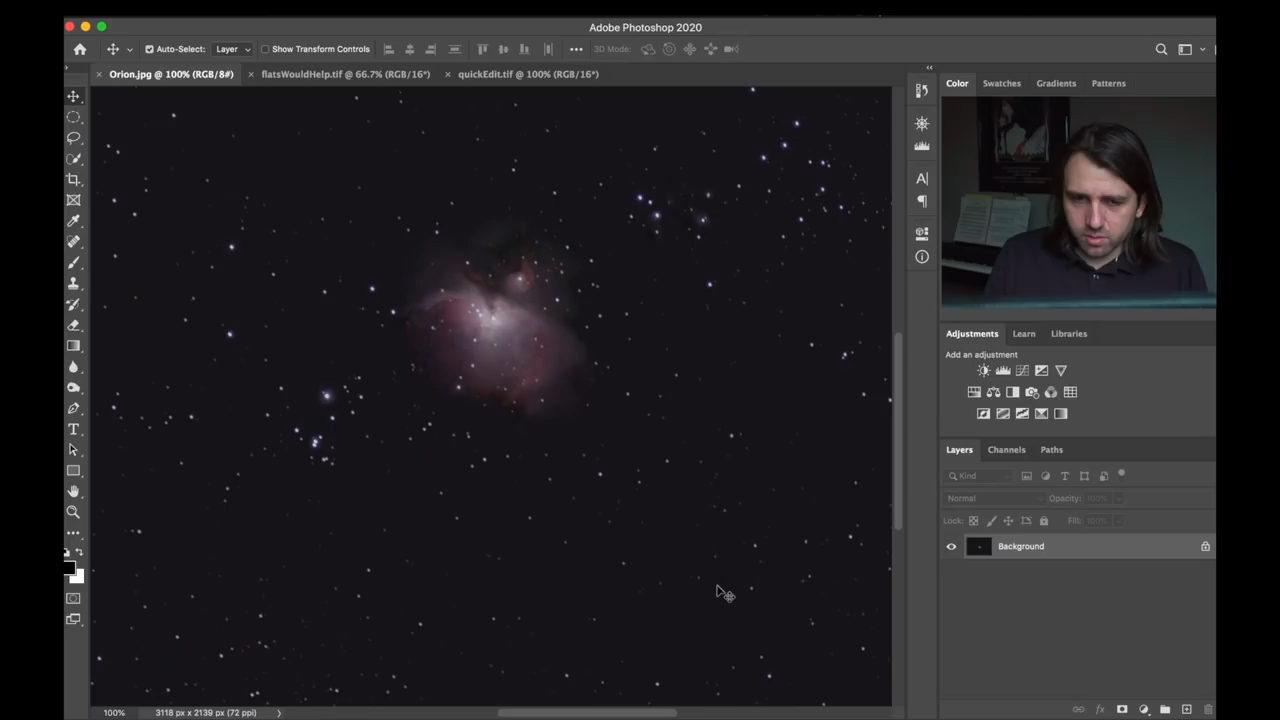 Adobe Photoshop 2020
Auto-Select: Layer Show Transform Controls 3D Mode:
Orion.jpg @ 100% (RGB/8#) flatsWouldHelp.tif @ 66.7% (RGB/16*) quickEdit.tif @ 100% (RGB/16*)
Color Swatches Gradients Patterns
Adjustments Learn Libraries
Add an adjustment
Layers Channels Paths
Kind
Normal Opacity: 100%
Lock: Fill: 100%
Background
100% 3118 px x 2139 px (72 ppi)